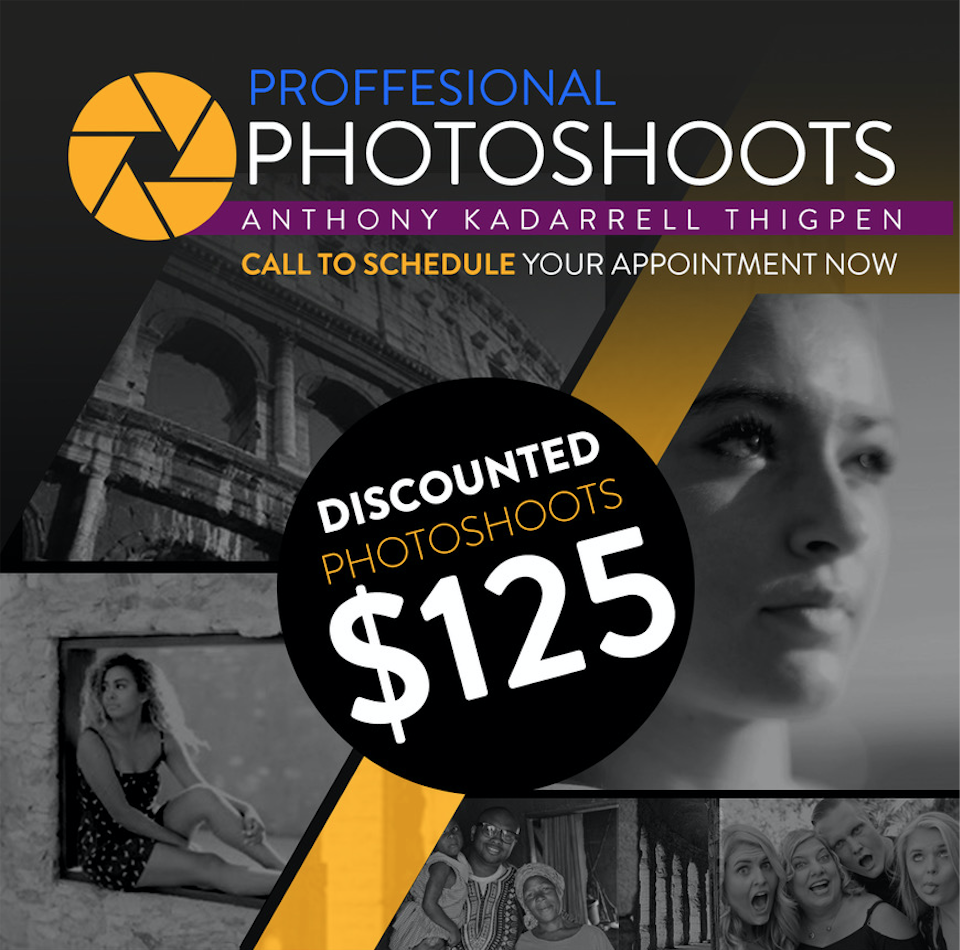 PROFFESIONAL
PHOTOSHOOTS
ANTHONY KADARRELL THIGPEN
CALL TO SCHEDULE YOUR APPOINTMENT NOW
DISCOUNTED
PHOTOSHOOTS
$125